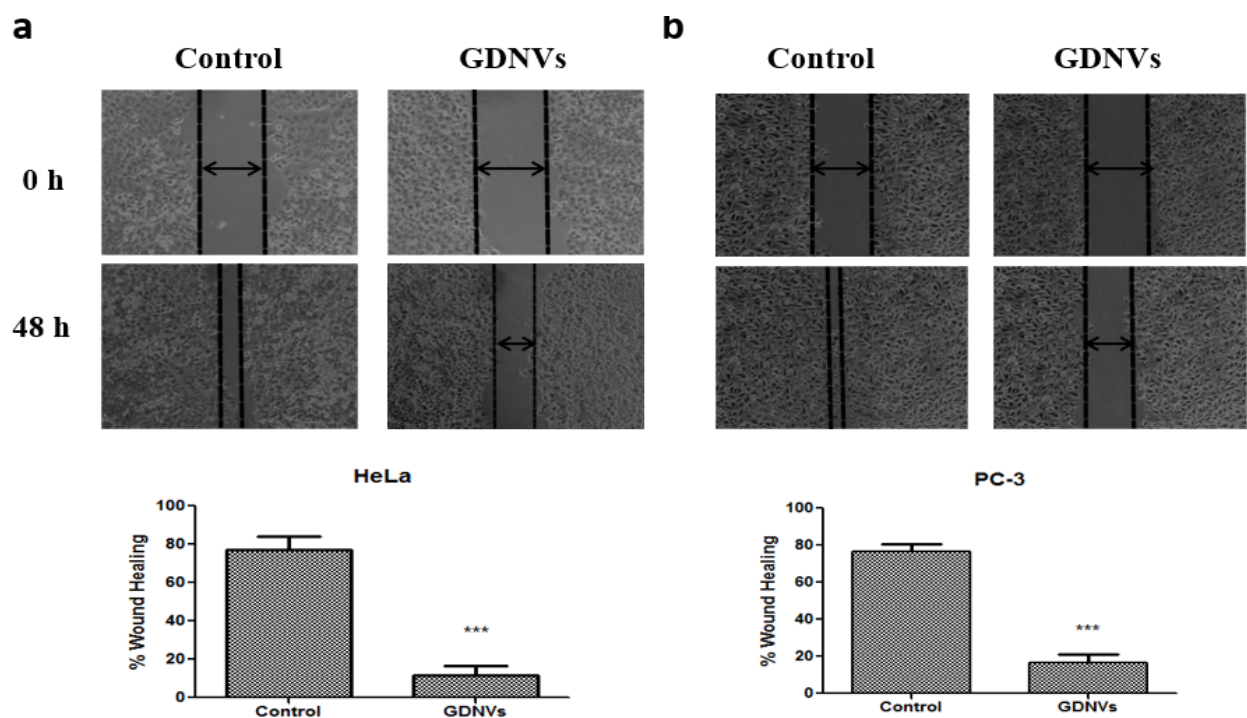 a
b
Control GDNVs
Control GDNVs
0 h
48 h
HeLa
% Wound Healing
100
80
60
40
20
0
***
Control GDNVs
PC-3
% Wound Healing
100
80
60
40
20
0
***
Control GDNVs